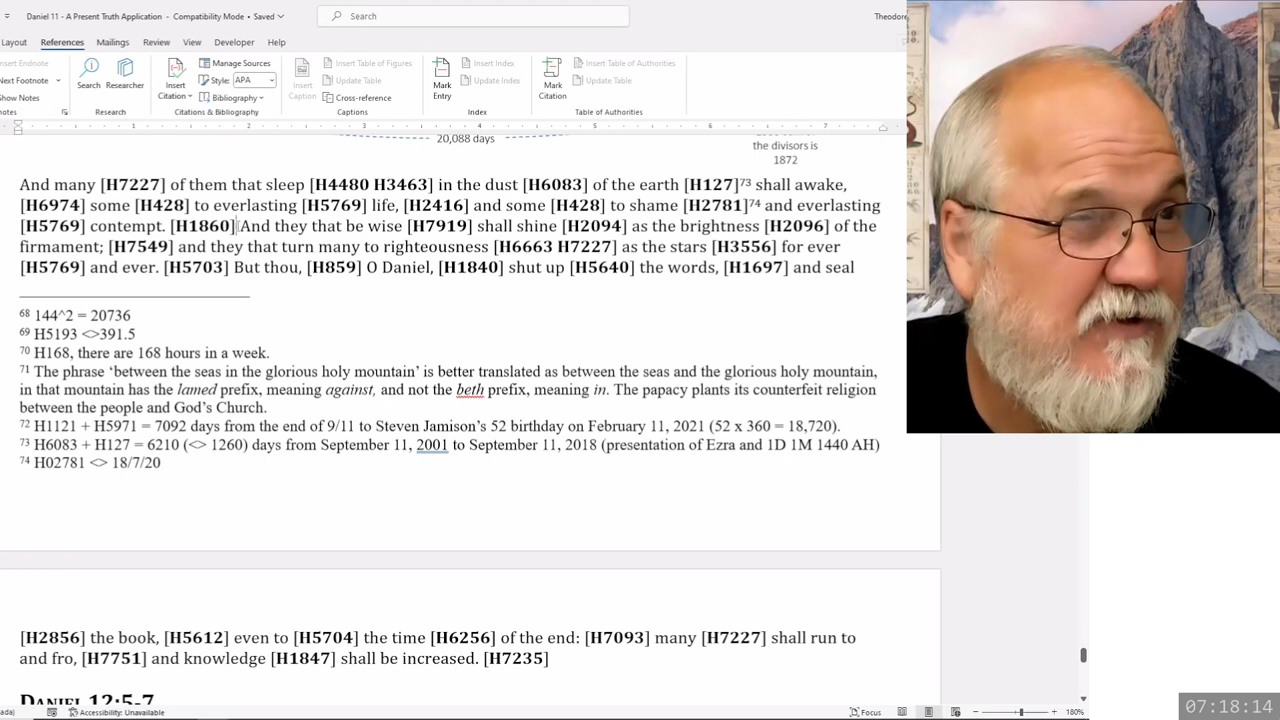 Daniel 11 - A Present Truth Application - Compatibility Mode • Saved
Search
Theodore
Layout References Mailings Review View Developer Help
Insert Endnote
Next Footnote
Show Notes
Search
Researcher
Research
Insert Citation
Manage Sources
Style: APA
Bibliography
Citations & Bibliography
Insert Caption
Insert Table of Figures
Update Table
Cross-reference
Captions
Mark Entry
Insert Index
Update Index
Index
Mark Citation
Insert Table of Authorities
Update Table
Table of Authorities
1 2 3 4 5 6 7
20,088 days
the divisors is
1872
And many [H7227] of them that sleep [H4480 H3463] in the dust [H6083] of the earth [H127]73 shall awake,
[H6974] some [H428] to everlasting [H5769] life, [H2416] and some [H428] to shame [H2781]74 and everlasting
[H5769] contempt. [H1860] And they that be wise [H7919] shall shine [H2094] as the brightness [H2096] of the
firmament; [H7549] and they that turn many to righteousness [H6663 H7227] as the stars [H3556] for ever
[H5769] and ever. [H5703] But thou, [H859] O Daniel, [H1840] shut up [H5640] the words, [H1697] and seal
68 144^2 = 20736
69 H5193 <>391.5
70 H168, there are 168 hours in a week.
71 The phrase ‘between the seas in the glorious holy mountain’ is better translated as between the seas and the glorious holy mountain,
in that mountain has the lamed prefix, meaning against, and not the beth prefix, meaning in. The papacy plants its counterfeit religion
between the people and God’s Church.
72 H1121 + H5971 = 7092 days from the end of 9/11 to Steven Jamison’s 52 birthday on February 11, 2021 (52 x 360 = 18,720).
73 H6083 + H127 = 6210 (<> 1260) days from September 11, 2001 to September 11, 2018 (presentation of Ezra and 1D 1M 1440 AH)
74 H02781 <> 18/7/20
[H2856] the book, [H5612] even to [H5704] the time [H6256] of the end: [H7093] many [H7227] shall run to
and fro, [H7751] and knowledge [H1847] shall be increased. [H7235]
DANIEL 12:5-7
Accessibility: Unavailable
Focus
180%
07:18:14